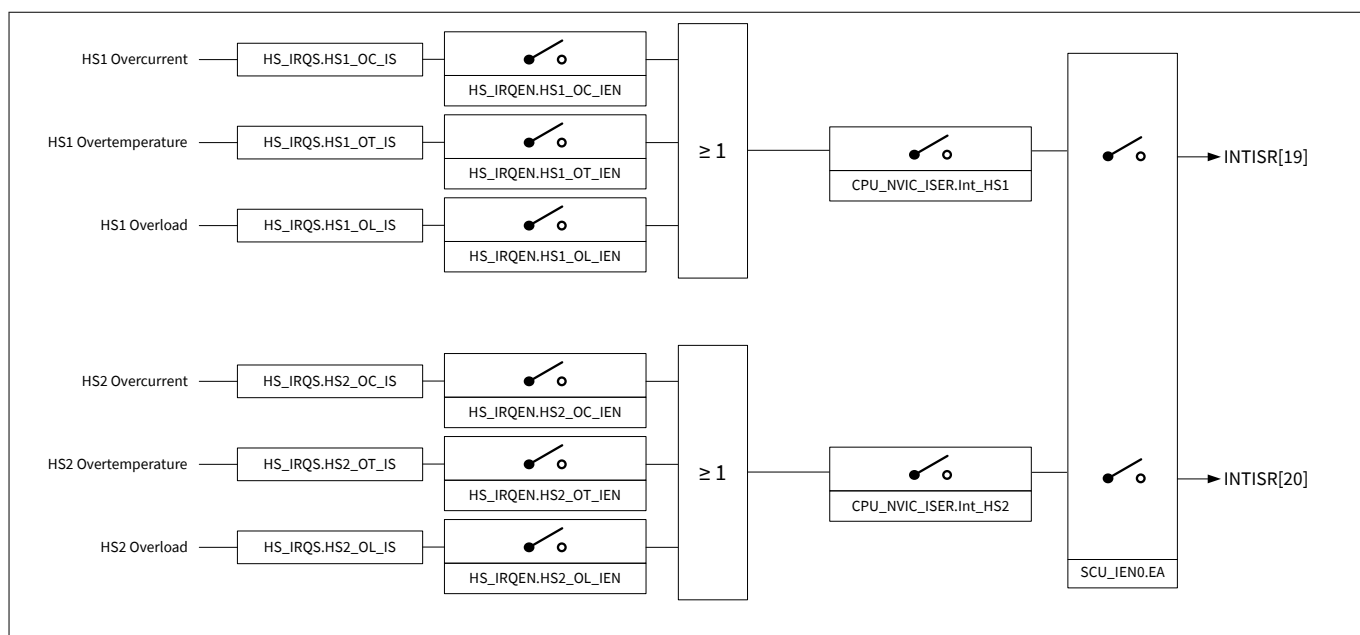 HS1 Overcurrent
HS_IRQS.HS1_OC_IS
HS_IRQEN.HS1_OC_IEN
HS1 Overtemperature
HS_IRQS.HS1_OT_IS
HS_IRQEN.HS1_OT_IEN
HS1 Overload
HS_IRQS.HS1_OL_IS
HS_IRQEN.HS1_OL_IEN
≥ 1
CPU_NVIC_ISER.Int_HS1
INTISR[19]
HS2 Overcurrent
HS_IRQS.HS2_OC_IS
HS_IRQEN.HS2_OC_IEN
HS2 Overtemperature
HS_IRQS.HS2_OT_IS
HS_IRQEN.HS2_OT_IEN
HS2 Overload
HS_IRQS.HS2_OL_IS
HS_IRQEN.HS2_OL_IEN
≥ 1
CPU_NVIC_ISER.Int_HS2
INTISR[20]
SCU_IEN0.EA